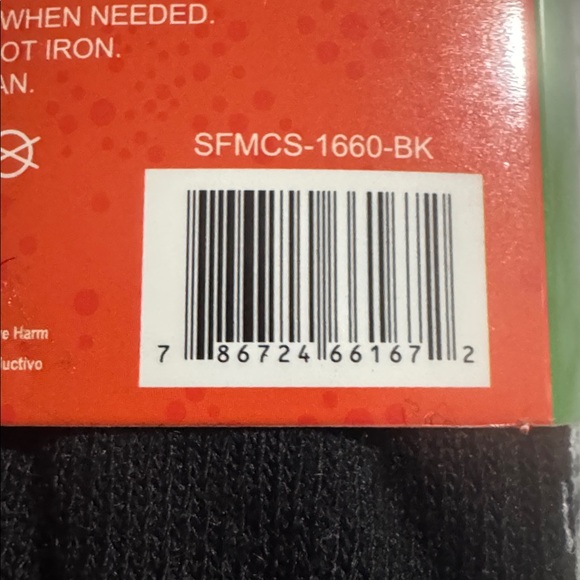 WHEN NEEDED.
OT IRON.
AN.
SFMCS-1660-BK
7 86724 66167 2
e Harm
uctivo